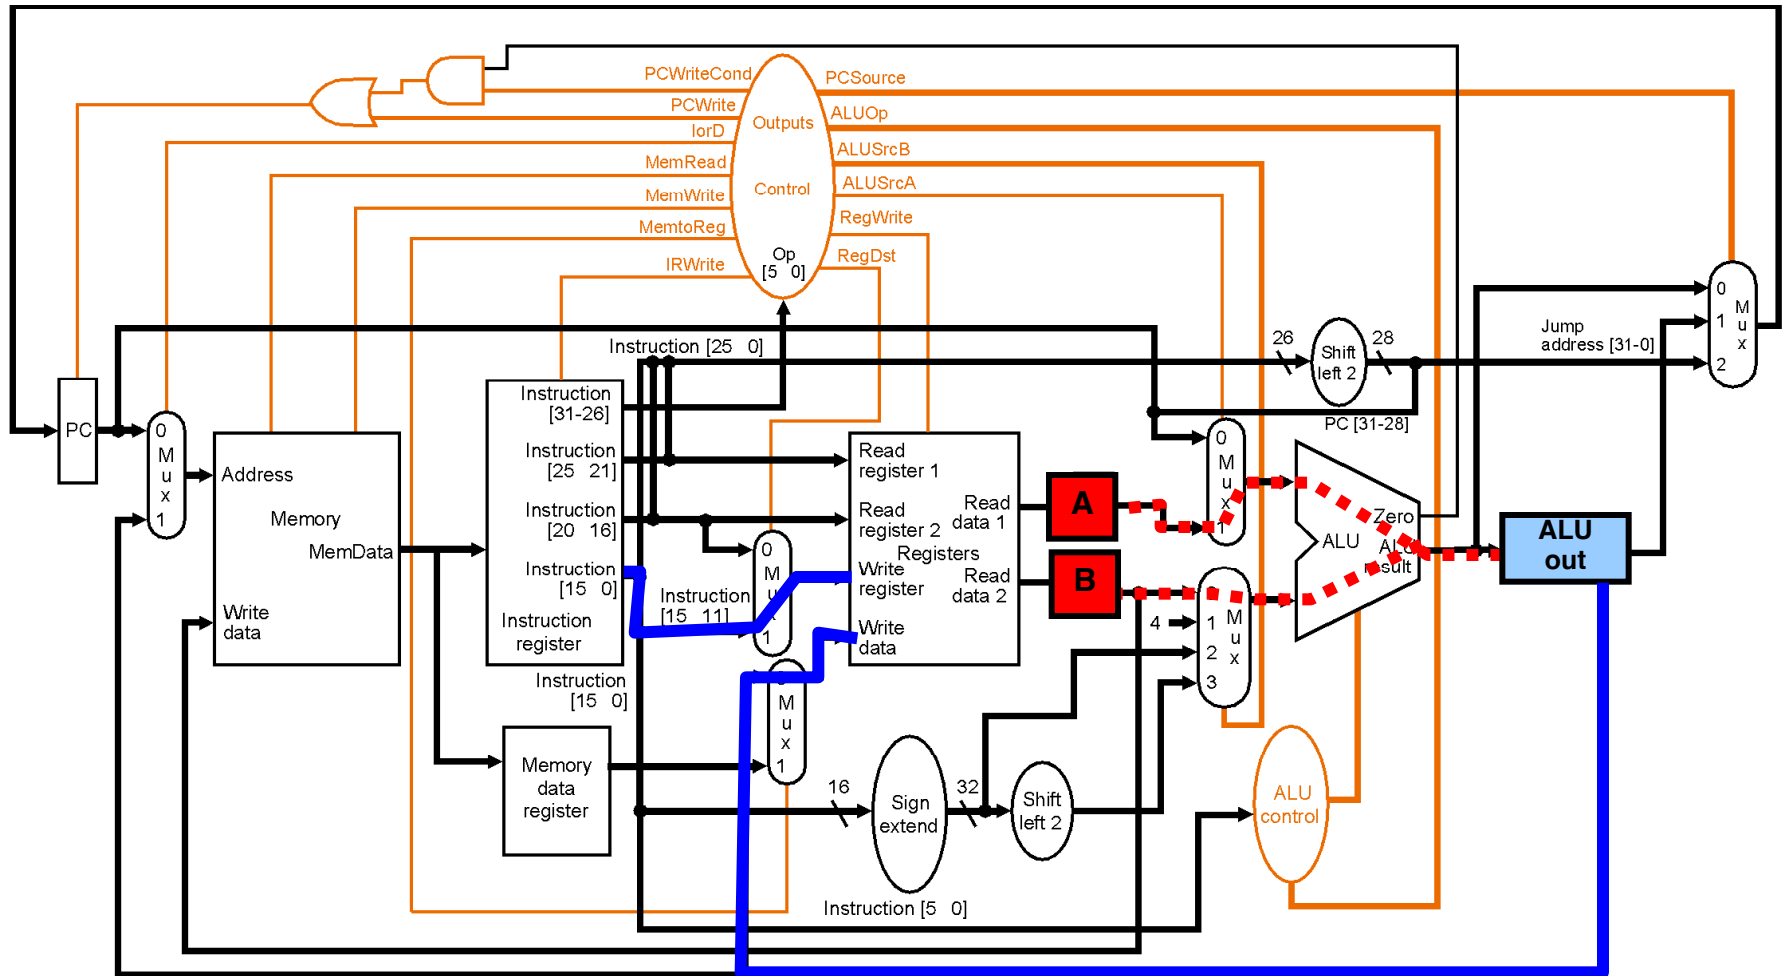 PCWriteCond
PCSource
PCWrite
ALUOp
IorD
Outputs
ALUSrcB
MemRead
Control
ALUSrcA
MemWrite
RegWrite
MemtoReg
Op
[5 0]
RegDst
IRWrite
Instruction [25 0]
26
Shift
left 2
28
Jump
address [31-0]
0
1
2
M
u
x
PC [31-28]
PC
0
M
u
x
1
Address
Memory
MemData
Write
data
Instruction
[31-26]
Instruction
[25 21]
Instruction
[20 16]
Instruction
[15 0]
Instruction
register
Instruction
[15 11]
0
M
u
x
1
Read
register 1
Read
register 2
Registers
Write
register
Write
data
Read
data 1
Read
data 2
A
B
0
M
u
x
1
4
1
2
3
M
u
x
Zero
ALU
ALU
result
ALU
out
Instruction
[15 0]
Memory
data
register
M
u
x
1
16
Sign
extend
32
Shift
left 2
ALU
control
Instruction [5 0]